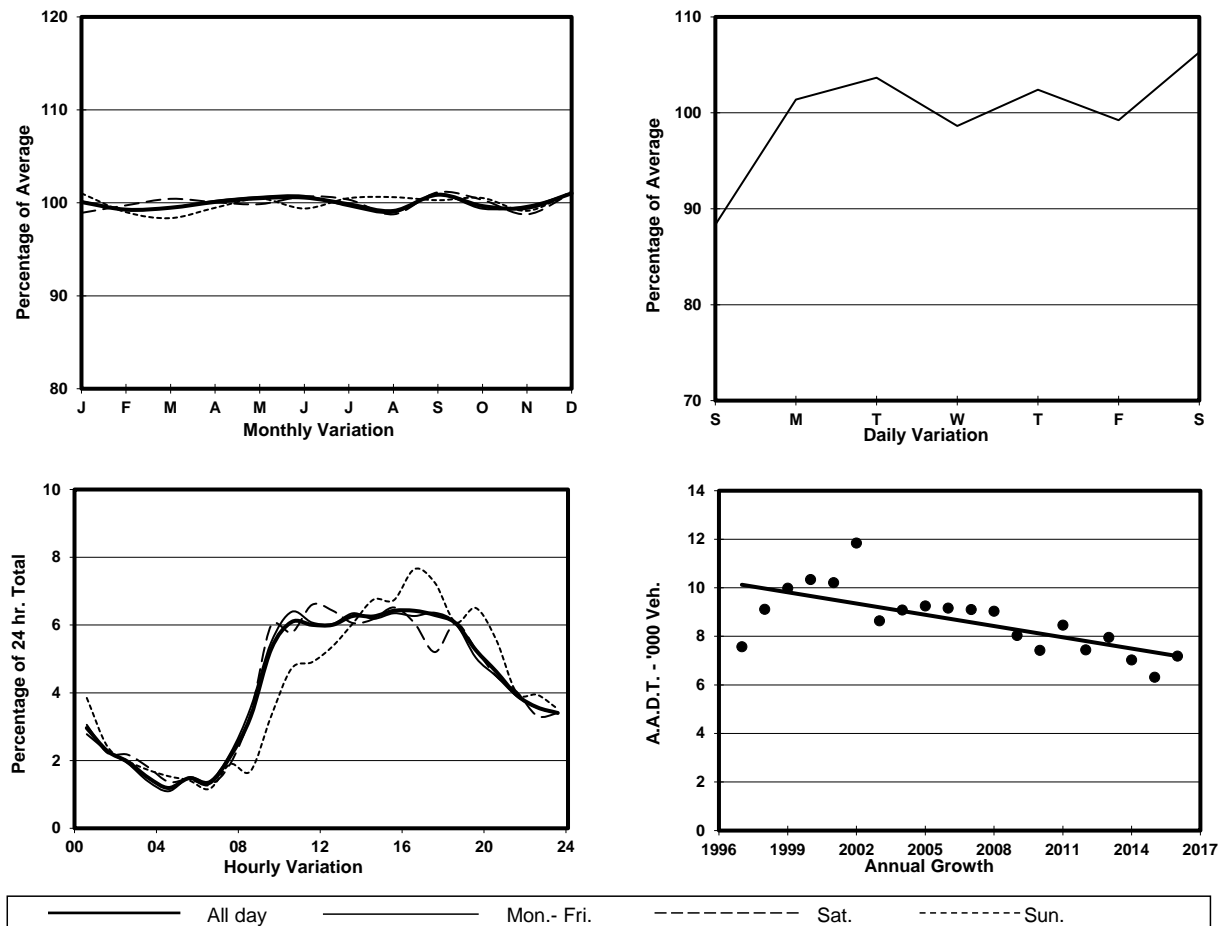 120
110
100
90
80
Percentage of Average
J F M A M J J A S O N D
Monthly Variation
110
100
90
80
70
Percentage of Average
S M T W T F S
Daily Variation
10
8
6
4
2
0
Percentage of 24 hr. Total
00 04 08 12 16 20 24
Hourly Variation
14
12
10
8
6
4
2
0
A.A.D.T. - '000 Veh.
1996 1999 2002 2005 2008 2011 2014 2017
Annual Growth
All day Mon.- Fri. Sat. Sun.